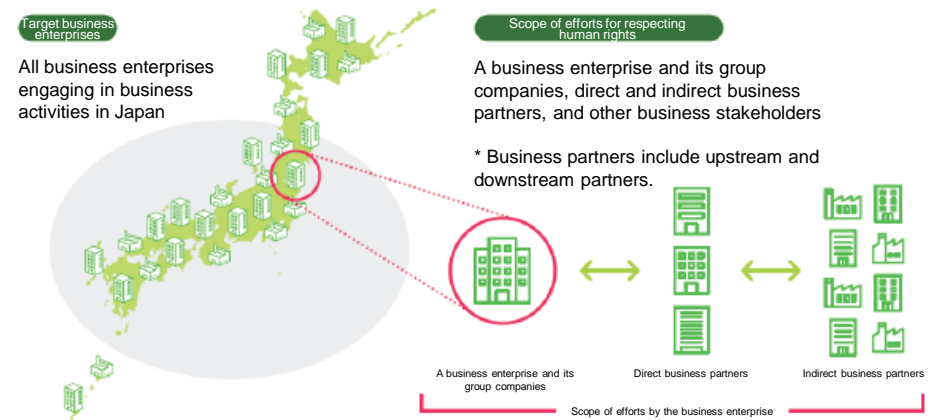 Target business
enterprises
All business enterprises
engaging in business
activities in Japan
Scope of efforts for respecting
human rights
A business enterprise and its group
companies, direct and indirect business
partners, and other business stakeholders
* Business partners include upstream and
downstream partners.
A business enterprise and its
group companies
Direct business partners
Indirect business partners
Scope of efforts by the business enterprise